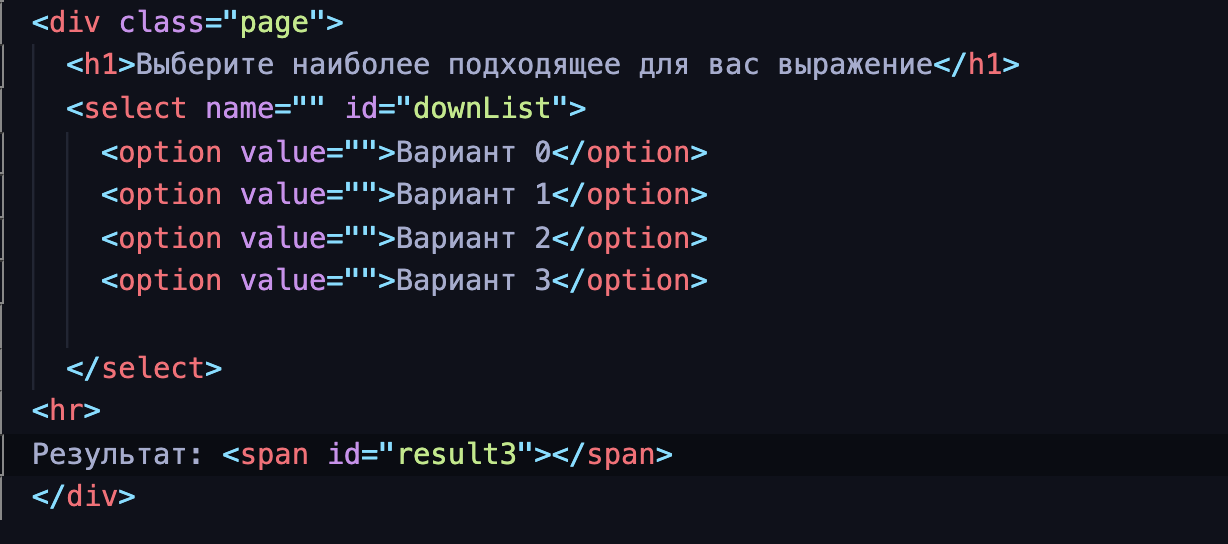 <div class="page">
<h1>Выберите наиболее подходящее для вас выражение</h1>
<select name="" id="downList">
<option value="">Вариант 0</option>
<option value="">Вариант 1</option>
<option value="">Вариант 2</option>
<option value="">Вариант 3</option>
</select>
<hr>
Результат: <span id="result3"></span>
</div>